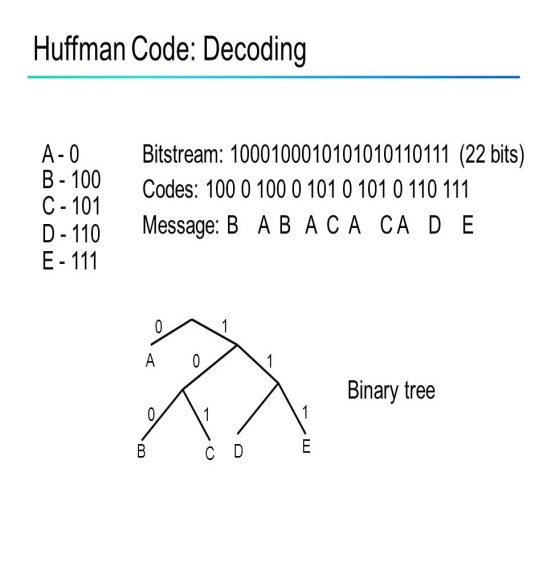 Huffman Code: Decoding
A - 0
B - 100
C - 101
D - 110
E - 111
Bitstream: 1000100010101010110111 (22 bits)
Codes: 100 0 100 0 101 0 101 0 110 111
Message: B A B A C A C A D E
0 1
A 0 1
Binary tree
0 1 1
B C D E